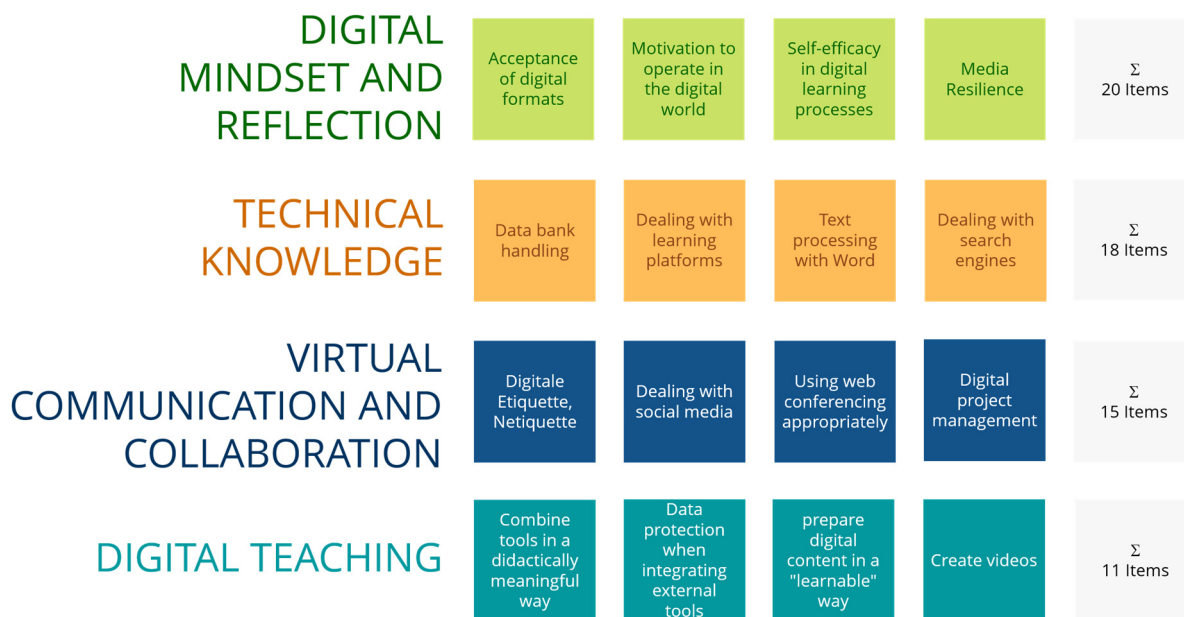 DIGITAL
MINDSET AND
REFLECTION
Acceptance
of digital
formats
Motivation to
operate in
the digital
world
Self-efficacy
in digital
learning
processes
Media
Resilience
Σ
20 Items
TECHNICAL
KNOWLEDGE
Data bank
handling
Dealing with
learning
platforms
Text
processing
with Word
Dealing with
search
engines
Σ
18 Items
VIRTUAL
COMMUNICATION AND
COLLABORATION
Digitale
Etiquette,
Netiquette
Dealing with
social media
Using web
conferencing
appropriately
Digital
project
management
Σ
15 Items
DIGITAL TEACHING
Combine
tools in a
didactically
meaningful
way
Data
protection
when
integrating
external
tools
prepare
digital
content in a
"learnable"
way
Create videos
Σ
11 Items